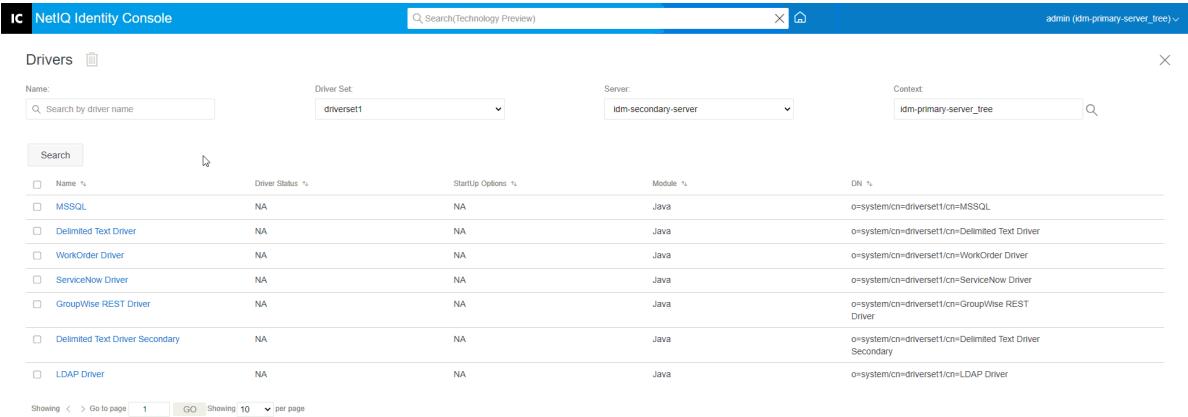 IC NetIQ Identity Console Search(Technology Preview) admin (idm-primary-server_tree)
Drivers
Name: Driver Set: Server: Context:
Search by driver name driverset1 idm-secondary-server idm-primary-server_tree
Search
Name Driver Status StartUp Options Module DN
MSSQL NA NA Java o=system/cn=driverset1/cn=MSSQL
Delimited Text Driver NA NA Java o=system/cn=driverset1/cn=Delimited Text Driver
WorkOrder Driver NA NA Java o=system/cn=driverset1/cn=WorkOrder Driver
ServiceNow Driver NA NA Java o=system/cn=driverset1/cn=ServiceNow Driver
GroupWise REST Driver NA NA Java o=system/cn=driverset1/cn=GroupWise REST
Driver
Delimited Text Driver Secondary NA NA Java o=system/cn=driverset1/cn=Delimited Text Driver
Secondary
LDAP Driver NA NA Java o=system/cn=driverset1/cn=LDAP Driver
Showing < > Go to page 1 GO Showing 10 per page